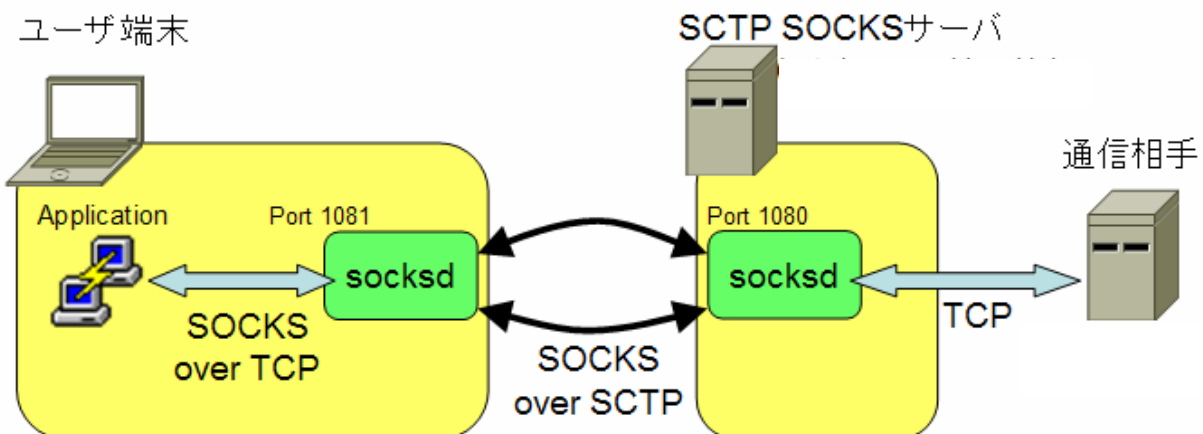 ユーザ端末
SCTP SOCKSサーバ
通信相手
Application
Port 1081
Port 1080
socksd
socksd
SOCKS
over TCP
SOCKS
over SCTP
TCP